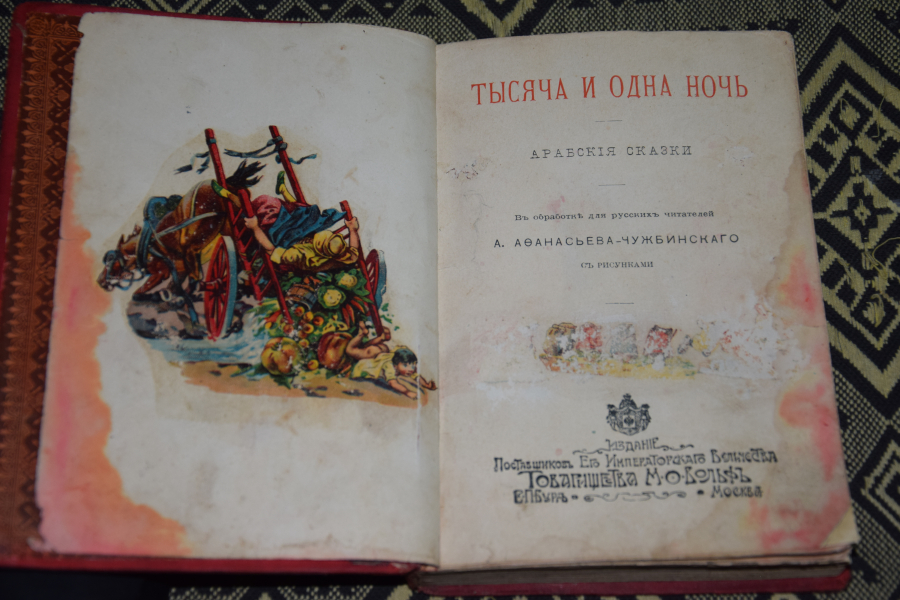 ТЫСЯЧА И ОДНА НОЧЬ
АРАБСКІЯ СКАЗКИ
Въ обработкѣ для русскихъ читателей
А. АѲАНАСЬЕВА-ЧУЖБИНСКАГО
СЪ РИСУНКАМИ
ИЗДАНІЕ
ПОСТАВЩИКОВЪ ЕГО ИМПЕРАТОРСКАГО ВЕЛИЧЕСТВА
ТОВАРИЩЕСТВА М·О·ВОЛЬФЪ
С·П·БУРГЪ МОСКВА